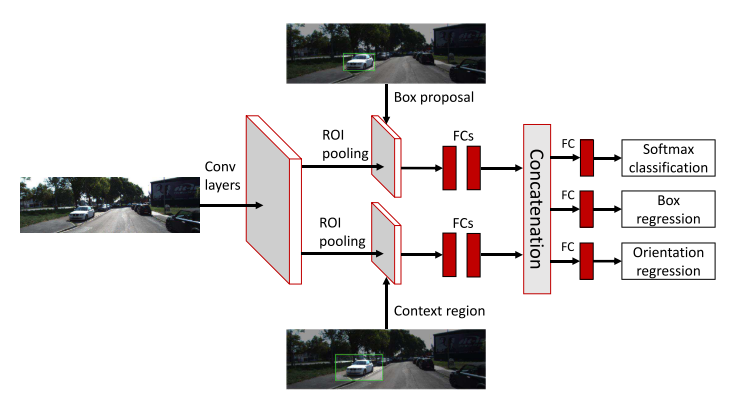 Box proposal
ROI
pooling
FCs
FC
Softmax
classification
Conv
layers
Concatenation
FC
Box
regression
ROI
pooling
FCs
FC
Orientation
regression
Context region